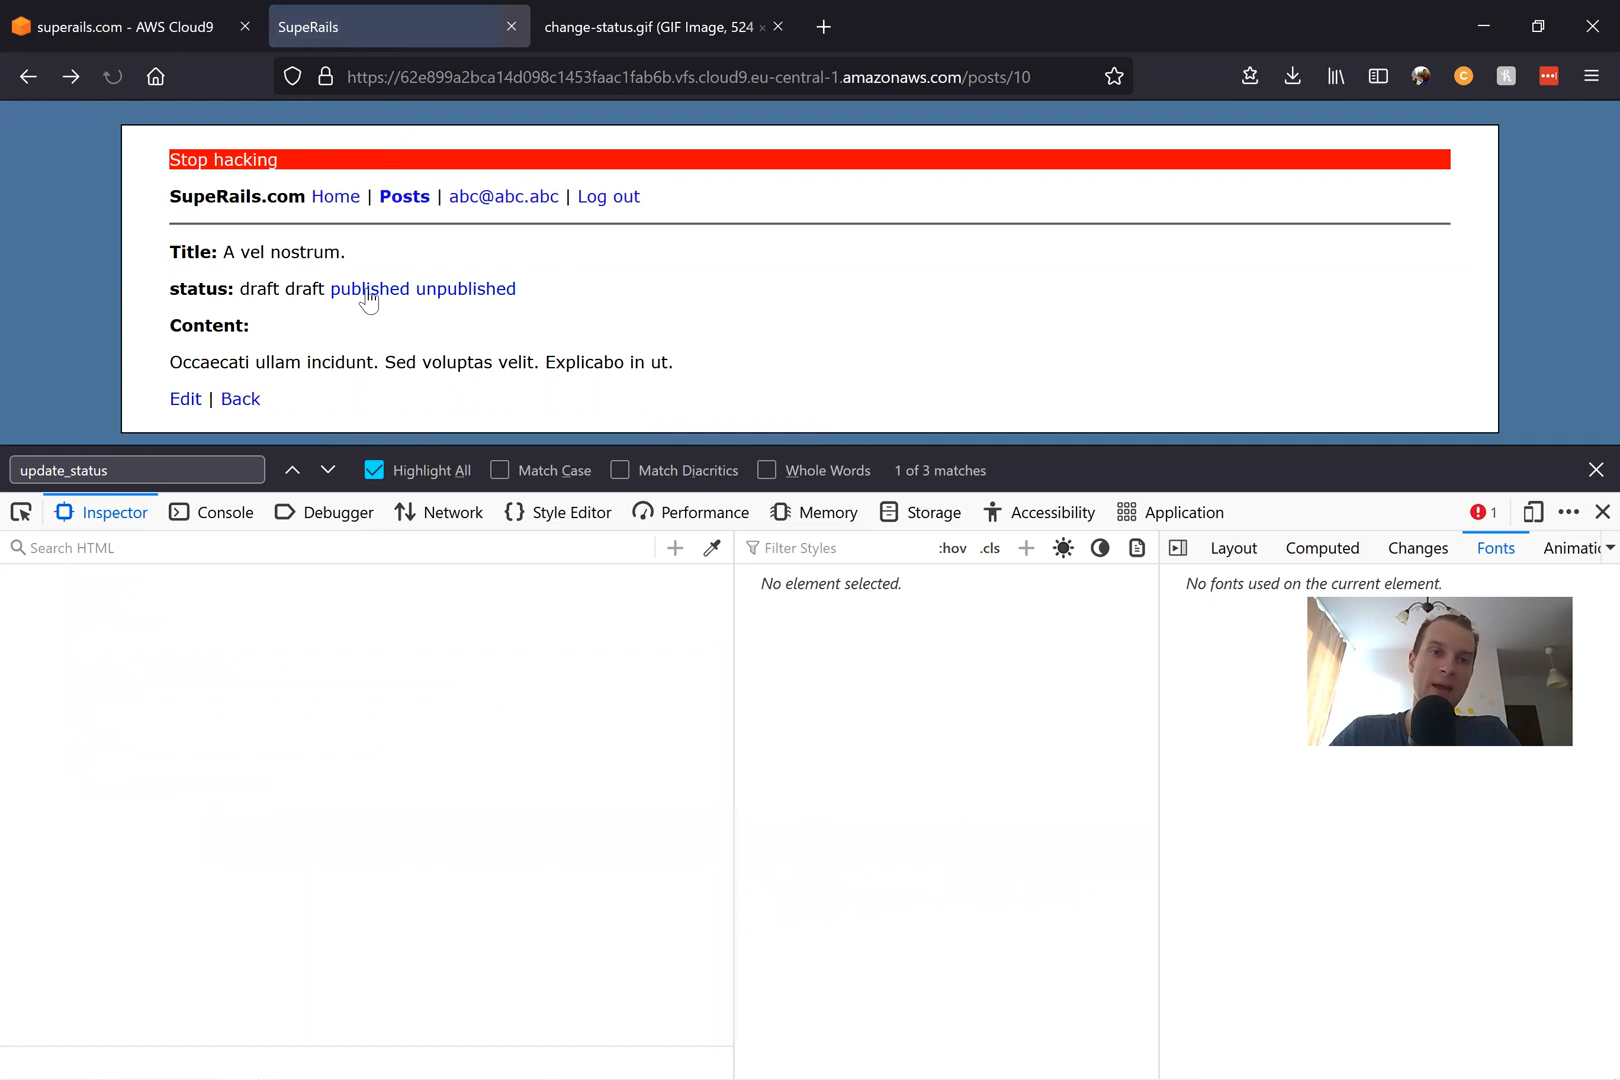 superails.com - AWS Cloud9
SupeRails
change-status.gif (GIF Image, 524
https://62e899a2bca14d098c1453faac1fab6b.vfs.cloud9.eu-central-1.amazonaws.com/posts/10
Stop hacking
SupeRails.com Home | Posts | abc@abc.abc | Log out
Title: A vel nostrum.
status: draft draft published unpublished
Content:
Occaecati ullam incidunt. Sed voluptas velit. Explicabo in ut.
Edit | Back
update_status
Highlight All
Match Case
Match Diacritics
Whole Words
1 of 3 matches
Inspector
Console
Debugger
Network
Style Editor
Performance
Memory
Storage
Accessibility
Application
1
Search HTML
Filter Styles
:hov
.cls
Layout
Computed
Changes
Fonts
Animatic
No element selected.
No fonts used on the current element.